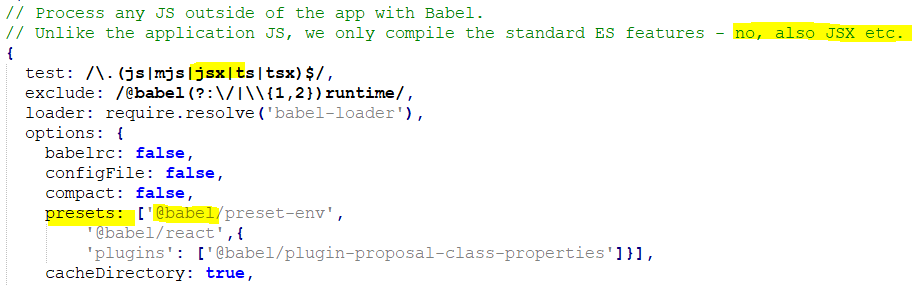 // Process any JS outside of the app with Babel.
// Unlike the application JS, we only compile the standard ES features – no, also JSX etc.
{
test: /\.(js|mjs|jsx|ts|tsx)$/,
exclude: /@babel(?:\/|\\{1,2})runtime/,
loader: require.resolve('babel-loader'),
options: {
babelrc: false,
configFile: false,
compact: false,
presets: ['@babel/preset-env',
'@babel/react',{
'plugins': ['@babel/plugin-proposal-class-properties']}],
cacheDirectory: true,